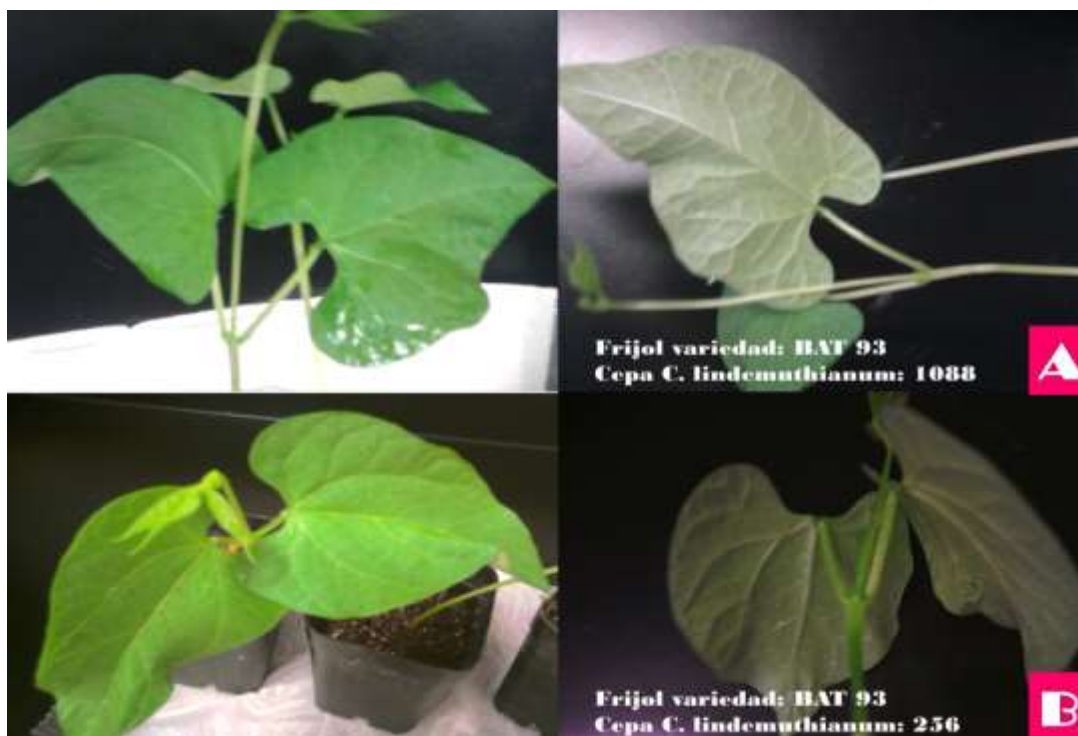 Frijol variedad: BAT 93
Cepa C. lindemuthianum: 1088
A
Frijol variedad: BAT 93
Cepa C. lindemuthianum: 256
B